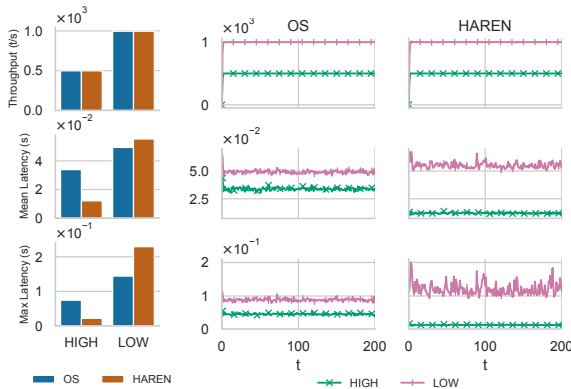 ×10³
OS
HAREN
Throughput (t/s)
1.0
0.5
0.0
×10³
1
0
×10⁻²
Mean Latency (s)
4
2
0
×10⁻²
5.0
2.5
×10⁻¹
Max Latency (s)
2
1
0
HIGH LOW
×10⁻¹
2
1
0
0 100 200
t
0 100 200
t
OS HAREN
HIGH LOW